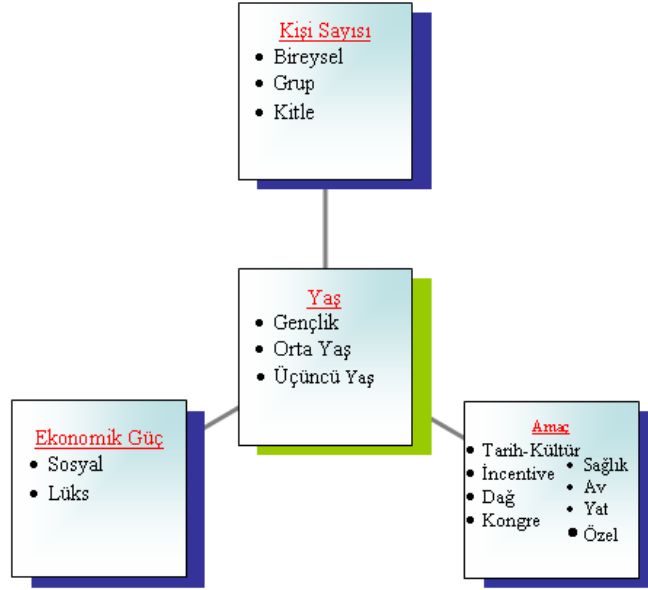 Kişi Sayısı
• Bireysel
• Grup
• Kitle
Yaş
• Gençlik
• Orta Yaş
• Üçüncü Yaş
Ekonomik Güç
• Sosyal
• Lüks
Amaç
• Tarih-Kültür
• İncentive
• Dağ
• Kongre
• Sağlık
• Av
• Yat
• Özel